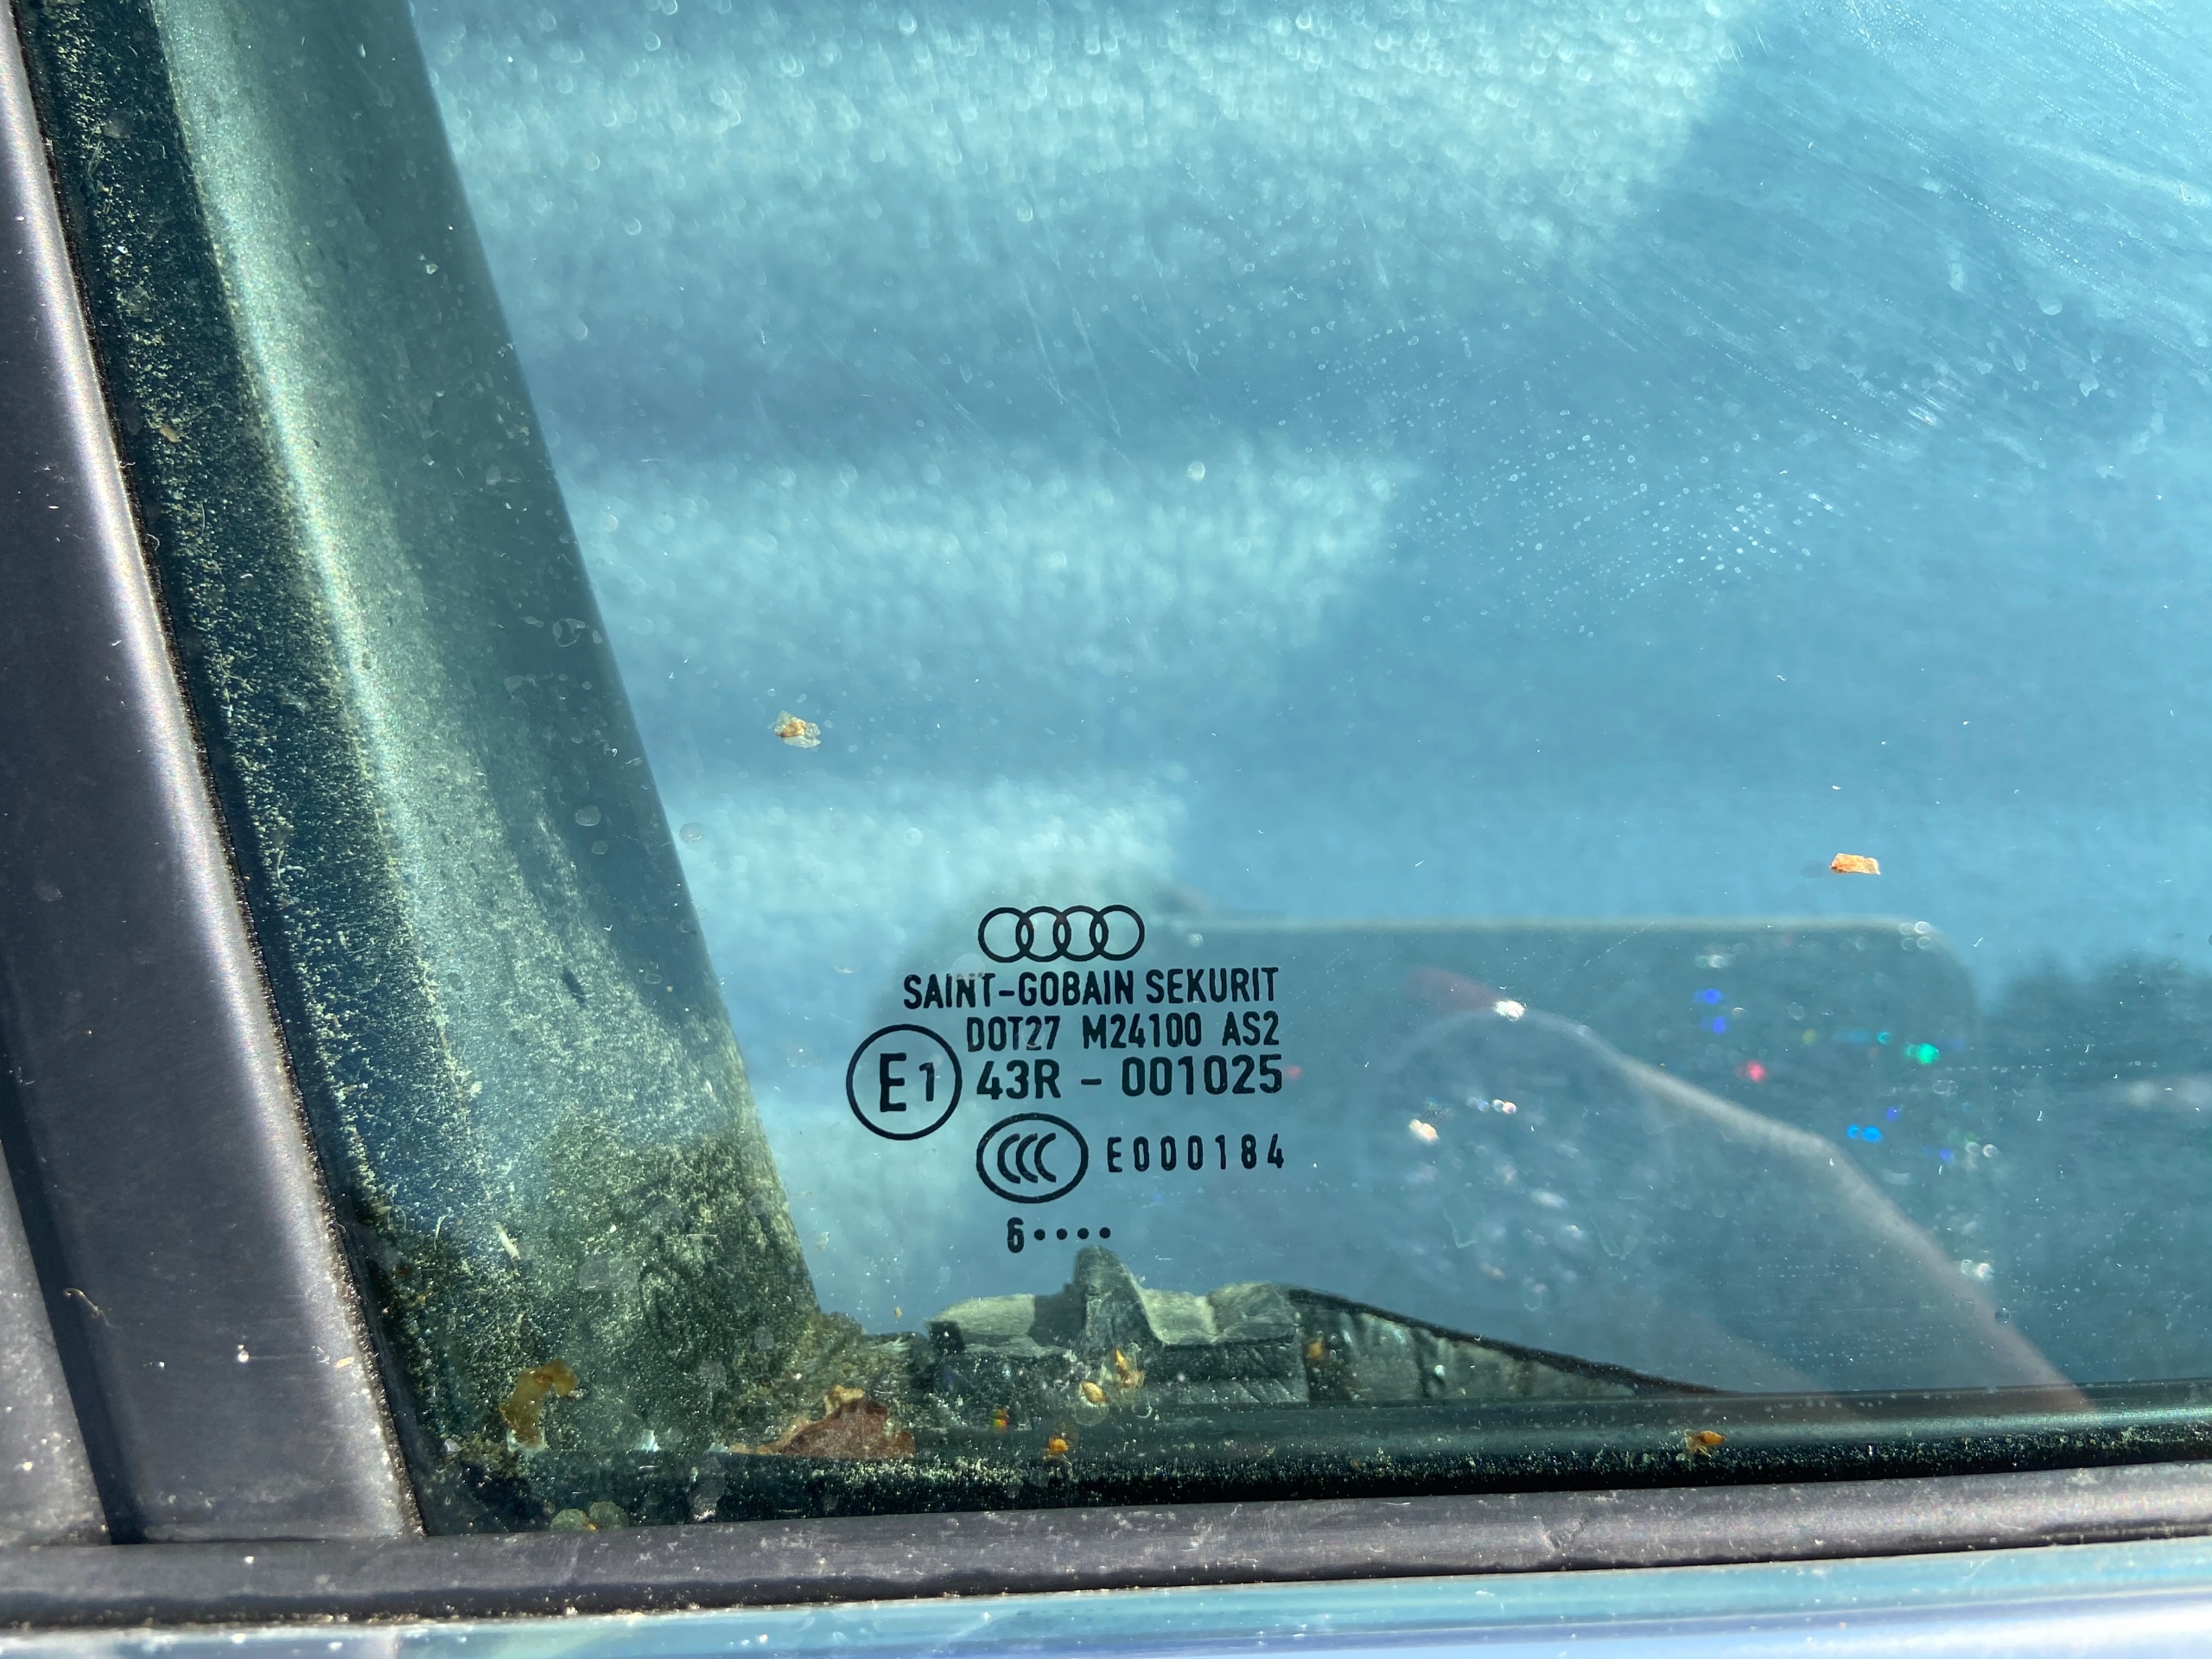 SAINT-GOBAIN SEKURIT
DOT27 M24100 AS2
E1 43R - 001025
CCC E000184
6••••